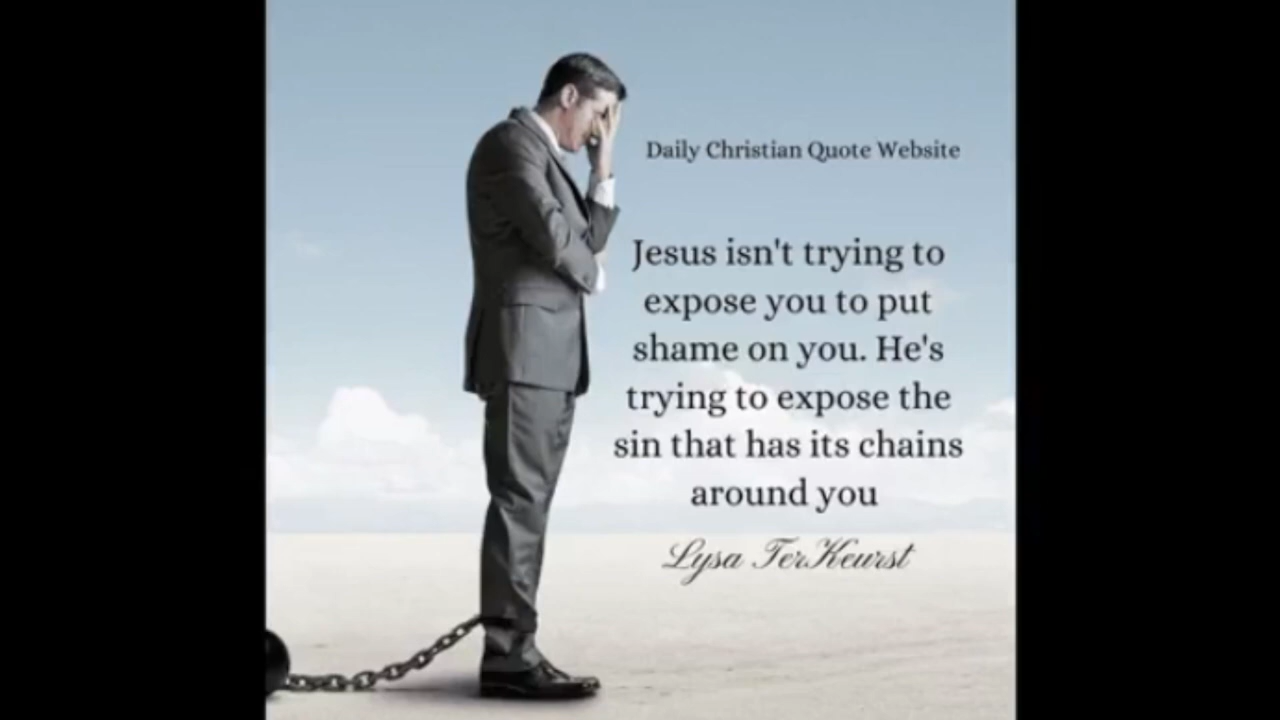 Daily Christian Quote Website
Jesus isn't trying to
expose you to put
shame on you. He's
trying to expose the
sin that has its chains
around you
Lysa TerKeurst